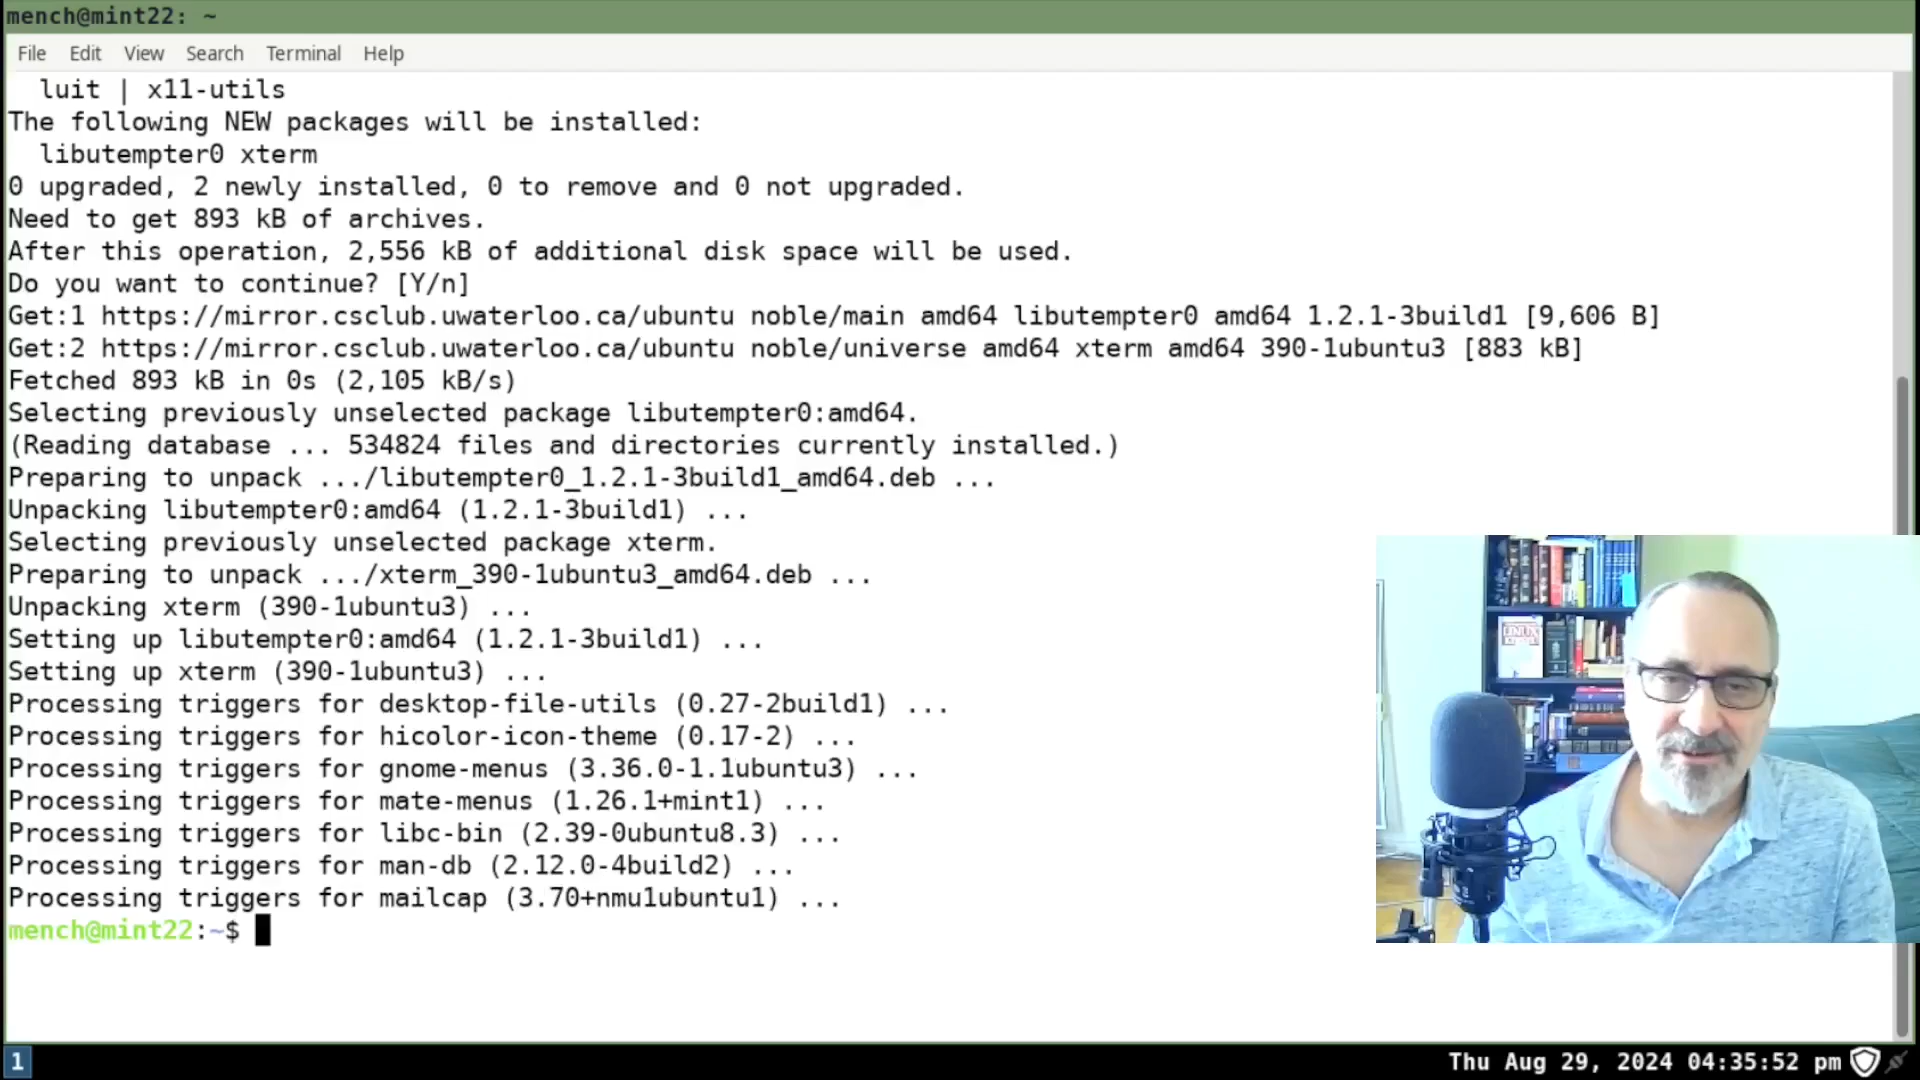 mench@mint22: ~
File Edit View Search Terminal Help
luit | x11-utils
The following NEW packages will be installed:
libutempter0 xterm
0 upgraded, 2 newly installed, 0 to remove and 0 not upgraded.
Need to get 893 kB of archives.
After this operation, 2,556 kB of additional disk space will be used.
Do you want to continue? [Y/n]
Get:1 https://mirror.csclub.uwaterloo.ca/ubuntu noble/main amd64 libutempter0 amd64 1.2.1-3build1 [9,606 B]
Get:2 https://mirror.csclub.uwaterloo.ca/ubuntu noble/universe amd64 xterm amd64 390-1ubuntu3 [883 kB]
Fetched 893 kB in 0s (2,105 kB/s)
Selecting previously unselected package libutempter0:amd64.
(Reading database ... 534824 files and directories currently installed.)
Preparing to unpack .../libutempter0_1.2.1-3build1_amd64.deb ...
Unpacking libutempter0:amd64 (1.2.1-3build1) ...
Selecting previously unselected package xterm.
Preparing to unpack .../xterm_390-1ubuntu3_amd64.deb ...
Unpacking xterm (390-1ubuntu3) ...
Setting up libutempter0:amd64 (1.2.1-3build1) ...
Setting up xterm (390-1ubuntu3) ...
Processing triggers for desktop-file-utils (0.27-2build1) ...
Processing triggers for hicolor-icon-theme (0.17-2) ...
Processing triggers for gnome-menus (3.36.0-1.1ubuntu3) ...
Processing triggers for mate-menus (1.26.1+mint1) ...
Processing triggers for libc-bin (2.39-0ubuntu8.3) ...
Processing triggers for man-db (2.12.0-4build2) ...
Processing triggers for mailcap (3.70+nmu1ubuntu1) ...
mench@mint22:~$
1
Thu Aug 29, 2024 04:35:52 pm